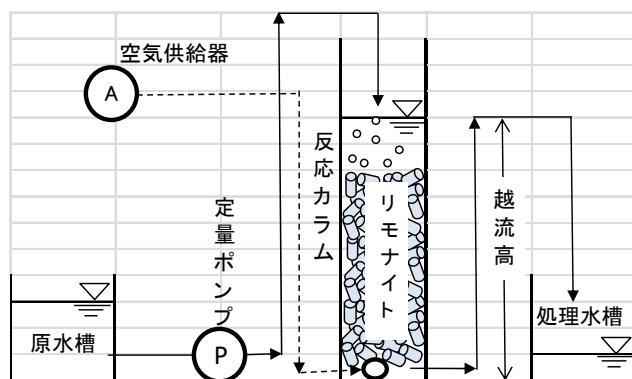 空気供給器
A
反応カラム
リモナイト
越流高
定量ポンプ
原水槽
P
処理水槽